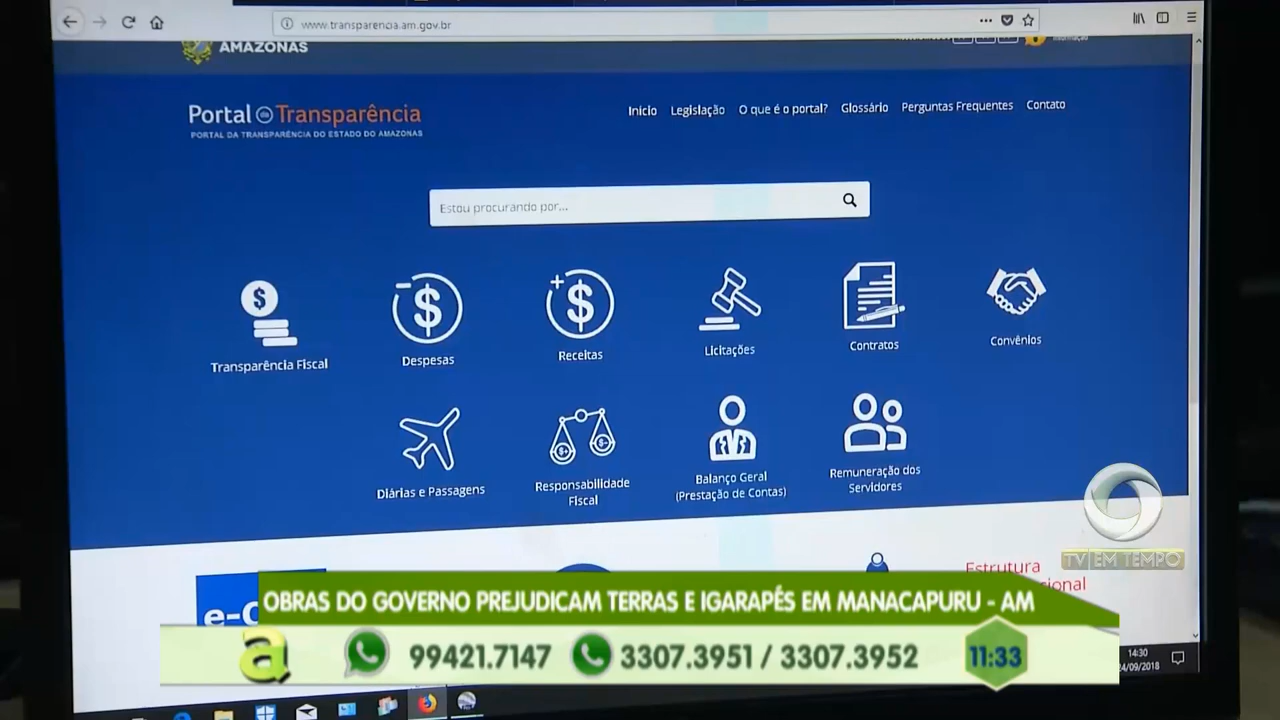 www.transparencia.am.gov.br
AMAZONAS
Portal da Transparência
PORTAL DA TRANSPARÊNCIA DO ESTADO DO AMAZONAS
Início Legislação O que é o portal? Glossário Perguntas Frequentes Contato
Estou procurando por...
Transparência Fiscal
Despesas
Receitas
Licitações
Contratos
Convênios
Diárias e Passagens
Responsabilidade
Fiscal
Balanço Geral
(Prestação de Contas)
Remuneração dos
Servidores
TV EM TEMPO
Estrutura
OBRAS DO GOVERNO PREJUDICAM TERRAS E IGARAPÉS EM MANACAPURU - AM
a 99421.7147 3307.3951 / 3307.3952 11:33
14:30
24/09/2018